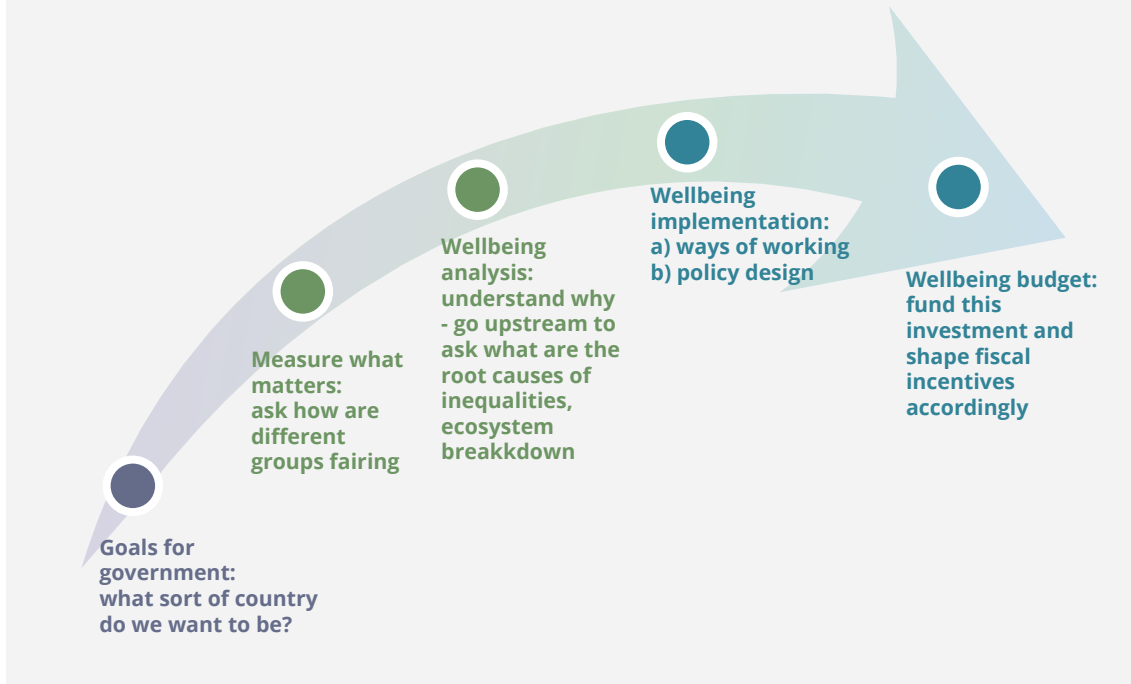 Goals for
government:
what sort of country
do we want to be?
Measure what
matters:
ask how are
different
groups fairing
Wellbeing
analysis:
understand why
- go upstream to
ask what are the
root causes of
inequalities,
ecosystem
breakkdown
Wellbeing
implementation:
a) ways of working
b) policy design
Wellbeing budget:
fund this
investment and
shape fiscal
incentives
accordingly